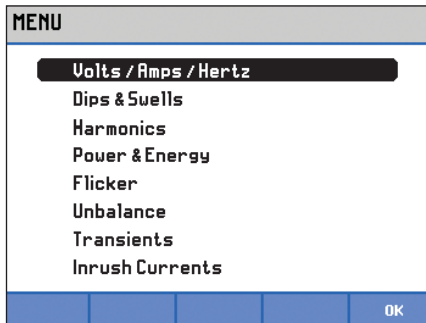 MENU
Volts / Amps / Hertz
Dips & Swells
Harmonics
Power & Energy
Flicker
Unbalance
Transients
Inrush Currents
OK